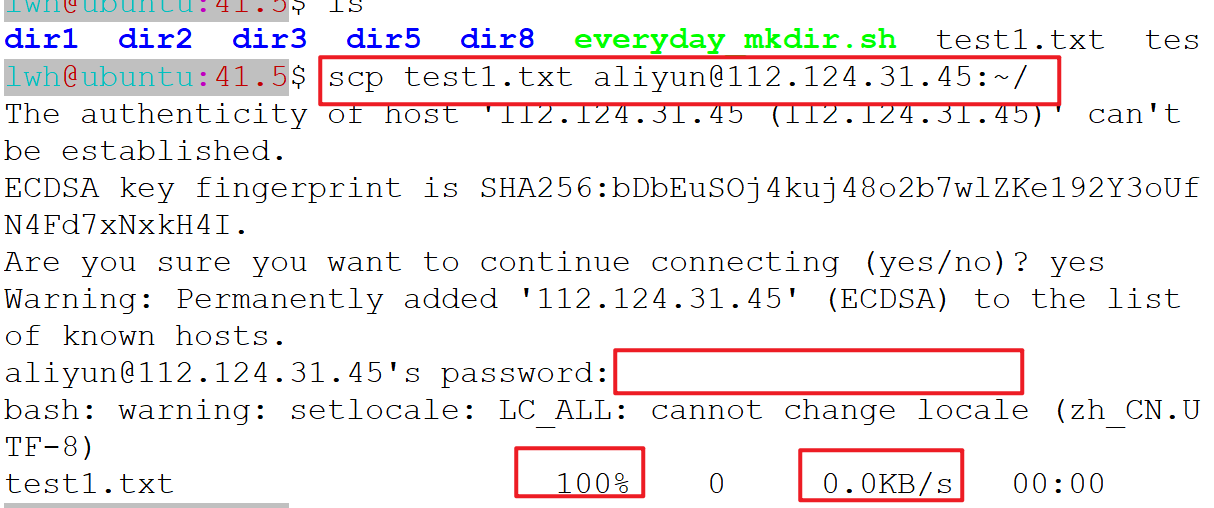 lwh@ubuntu:41.5$ ls
dir1 dir2 dir3 dir5 dir8 everyday mkdir.sh test1.txt tes
lwh@ubuntu:41.5$ scp test1.txt aliyun@112.124.31.45:~/
The authenticity of host '112.124.31.45 (112.124.31.45)' can't
be established.
ECDSA key fingerprint is SHA256:bDbEuSOj4kuj48o2b7wlZKe192Y3oUf
N4Fd7xNxkH4I.
Are you sure you want to continue connecting (yes/no)? yes
Warning: Permanently added '112.124.31.45' (ECDSA) to the list
of known hosts.
aliyun@112.124.31.45's password:
bash: warning: setlocale: LC_ALL: cannot change locale (zh_CN.U
TF-8)
test1.txt 100% 0 0.0KB/s 00:00